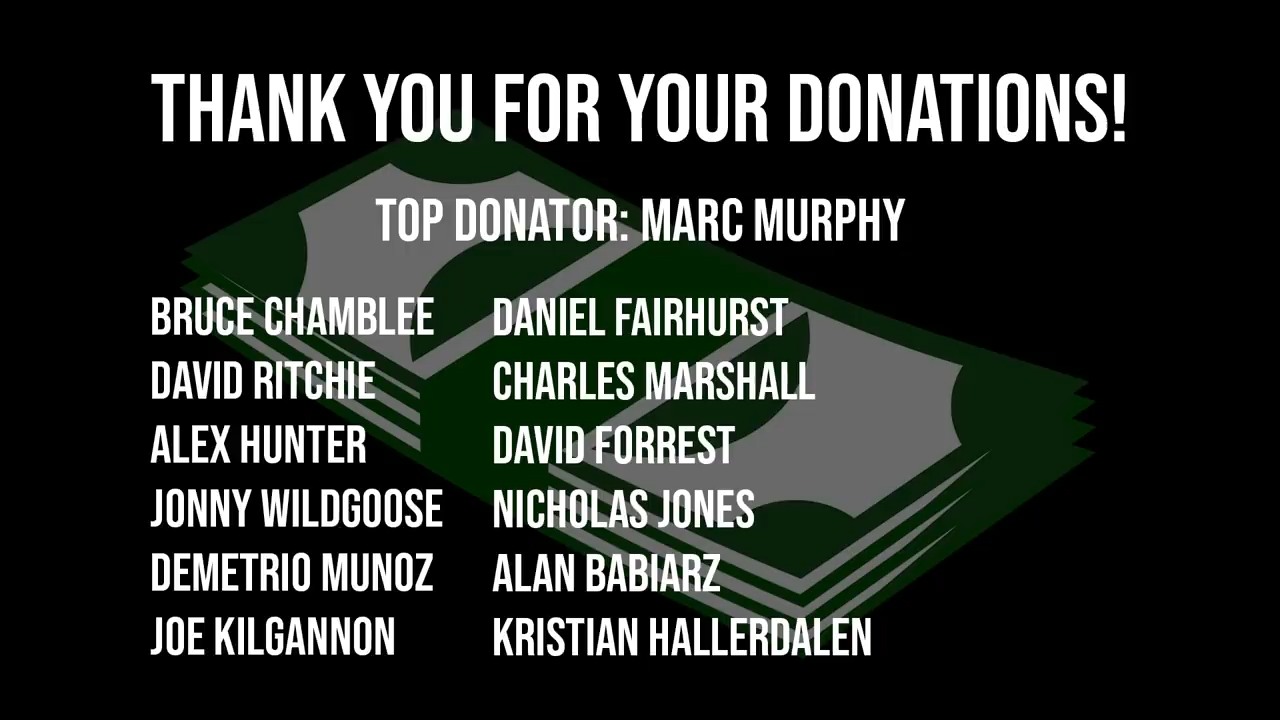 THANK YOU FOR YOUR DONATIONS!
TOP DONATOR: MARC MURPHY
BRUCE CHAMBLEE
DAVID RITCHIE
ALEX HUNTER
JONNY WILDGOOSE
DEMETRIO MUNOZ
JOE KILGANNON
DANIEL FAIRHURST
CHARLES MARSHALL
DAVID FORREST
NICHOLAS JONES
ALAN BABIARZ
KRISTIAN HALLERDALEN